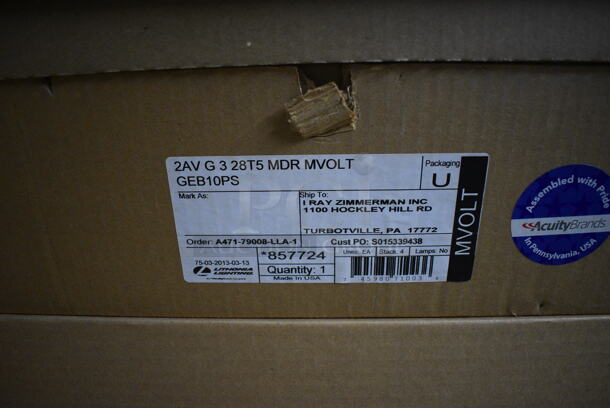 2AV G 3 28T5 MDR MVOLT
GEB10PS
Packaging
U
MVOLT
Mark As:
Ship To:
I RAY ZIMMERMAN INC
1100 HOCKLEY HILL RD
TURBOTVILLE, PA 17772
Order: A471-79008-LLA-1
Cust PO: S015339438
75-03-2013-03-13
*857724
Units: EA
Stack: 4
Lamps: No
LITHONIA
LIGHTING
Quantity: 1
Made In USA
Assembled with Pride
AcuityBrands
In Pennsylvania, USA